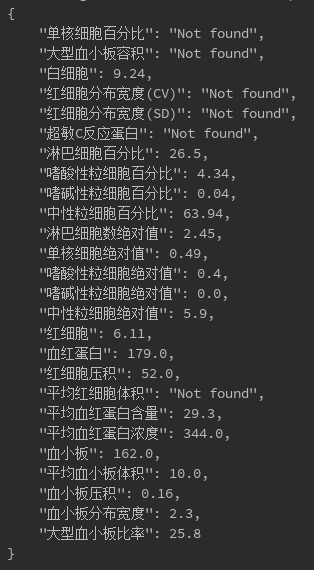 {
"单核细胞百分比": "Not found",
"大型血小板容积": "Not found",
"白细胞": 9.24,
"红细胞分布宽度(CV)": "Not found",
"红细胞分布宽度(SD)": "Not found",
"超敏C反应蛋白": "Not found",
"淋巴细胞百分比": 26.5,
"嗜酸性粒细胞百分比": 4.34,
"嗜碱性粒细胞百分比": 0.04,
"中性粒细胞百分比": 63.94,
"淋巴细胞数绝对值": 2.45,
"单核细胞绝对值": 0.49,
"嗜酸性粒细胞绝对值": 0.4,
"嗜碱性粒细胞绝对值": 0.0,
"中性粒细胞绝对值": 5.9,
"红细胞": 6.11,
"血红蛋白": 179.0,
"红细胞压积": 52.0,
"平均红细胞体积": "Not found",
"平均血红蛋白含量": 29.3,
"平均血红蛋白浓度": 344.0,
"血小板": 162.0,
"平均血小板体积": 10.0,
"血小板压积": 0.16,
"血小板分布宽度": 2.3,
"大型血小板比率": 25.8
}